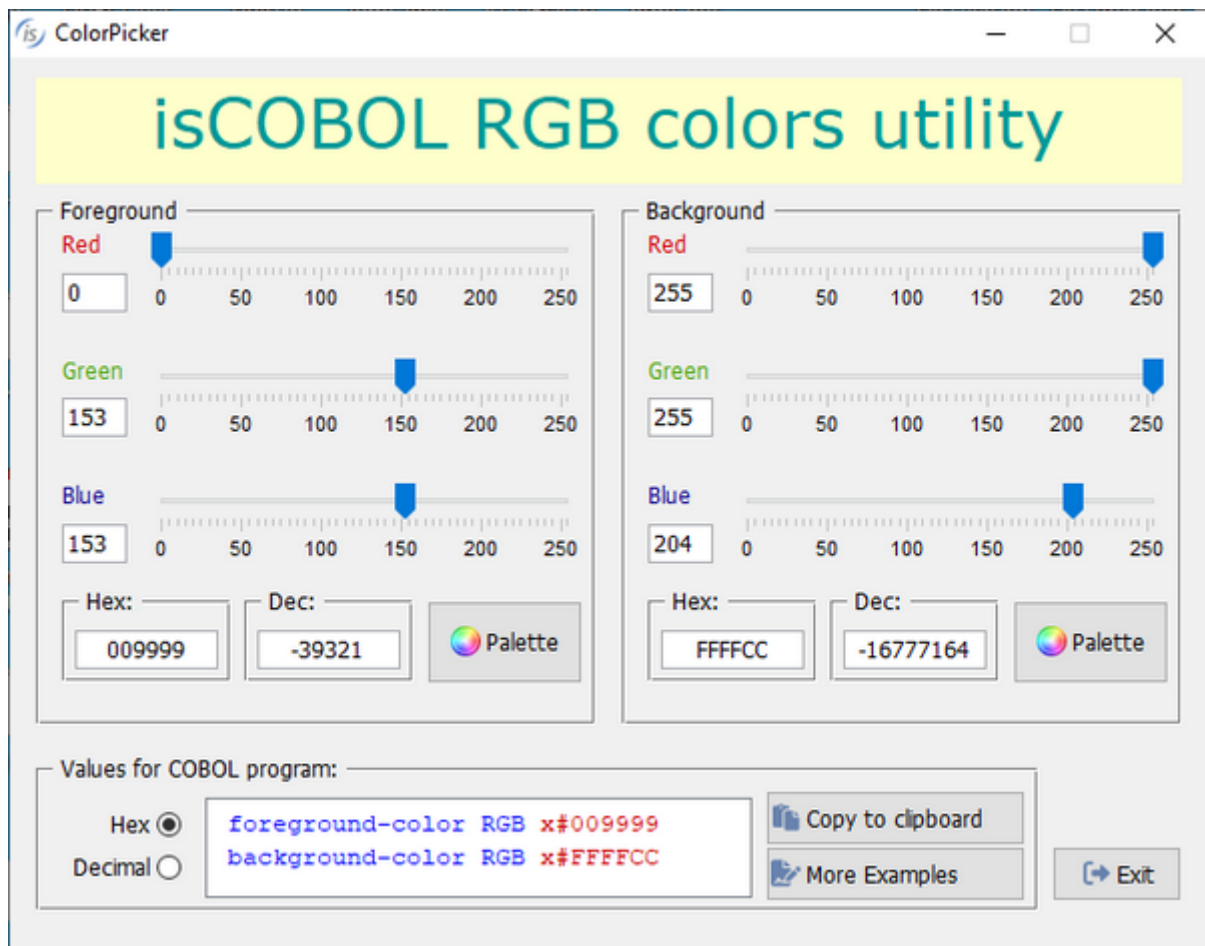 is ColorPicker
isCOBOL RGB colors utility
Foreground
Red
0
0 50 100 150 200 250
Green
153
0 50 100 150 200 250
Blue
153
0 50 100 150 200 250
Hex:
009999
Dec:
-39321
Palette
Background
Red
255
0 50 100 150 200 250
Green
255
0 50 100 150 200 250
Blue
204
0 50 100 150 200 250
Hex:
FFFFCC
Dec:
-16777164
Palette
Values for COBOL program:
Hex
Decimal
foreground-color RGB x#009999
background-color RGB x#FFFFCC
Copy to clipboard
More Examples
Exit